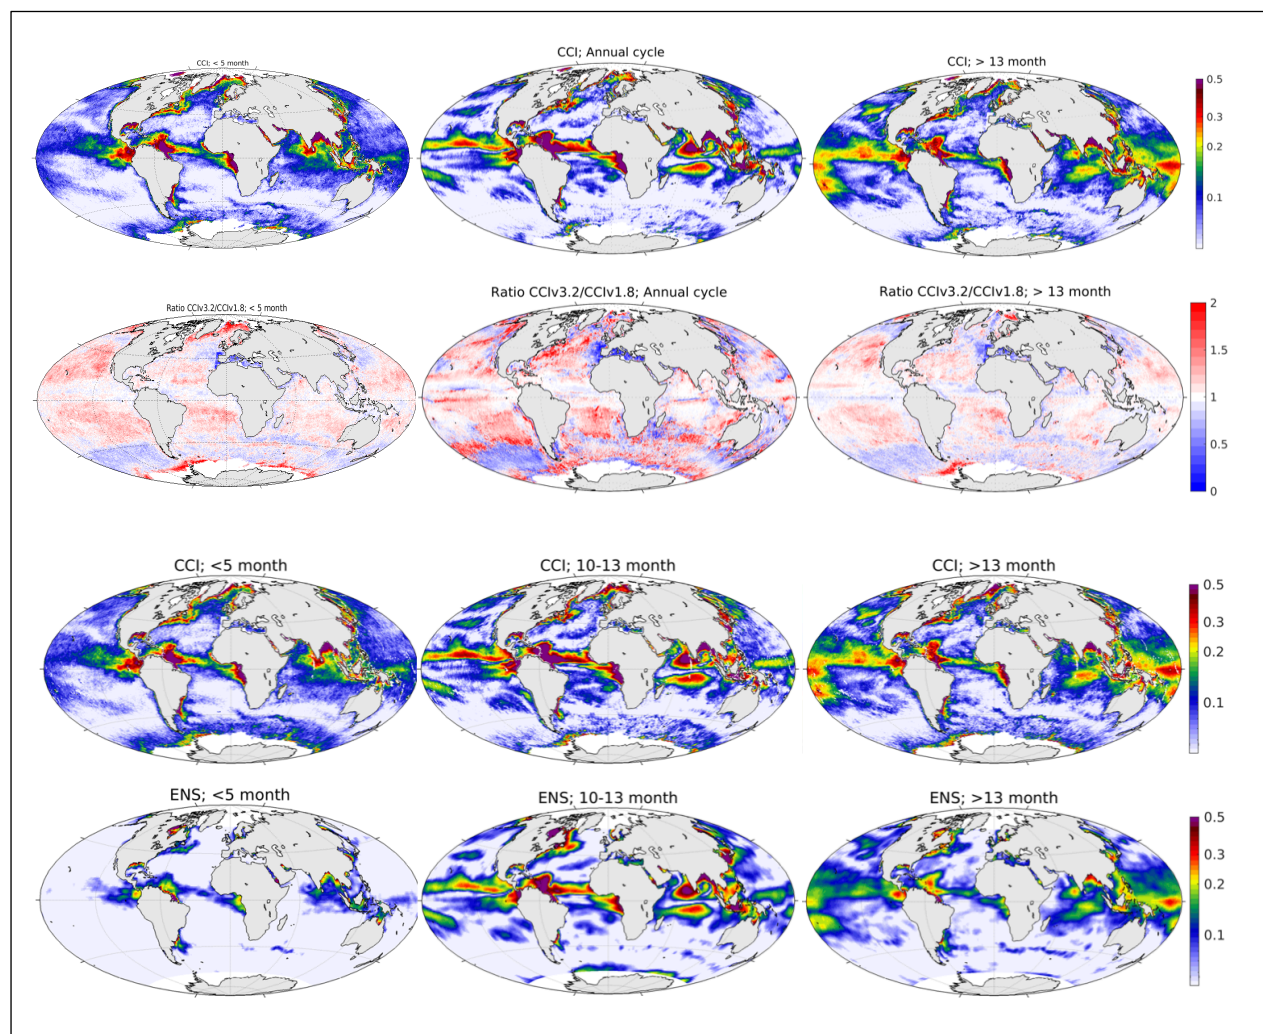 CCI; < 5 month
CCI; Annual cycle
CCI; > 13 month
0.5
0.3
0.2
0.1
Ratio CCIv3.2/CCIv1.8; < 5 month
Ratio CCIv3.2/CCIv1.8; Annual cycle
Ratio CCIv3.2/CCIv1.8; > 13 month
2
1.5
1
0.5
0
CCI; <5 month
CCI; 10-13 month
CCI; >13 month
0.5
0.3
0.2
0.1
ENS; <5 month
ENS; 10-13 month
ENS; >13 month
0.5
0.3
0.2
0.1